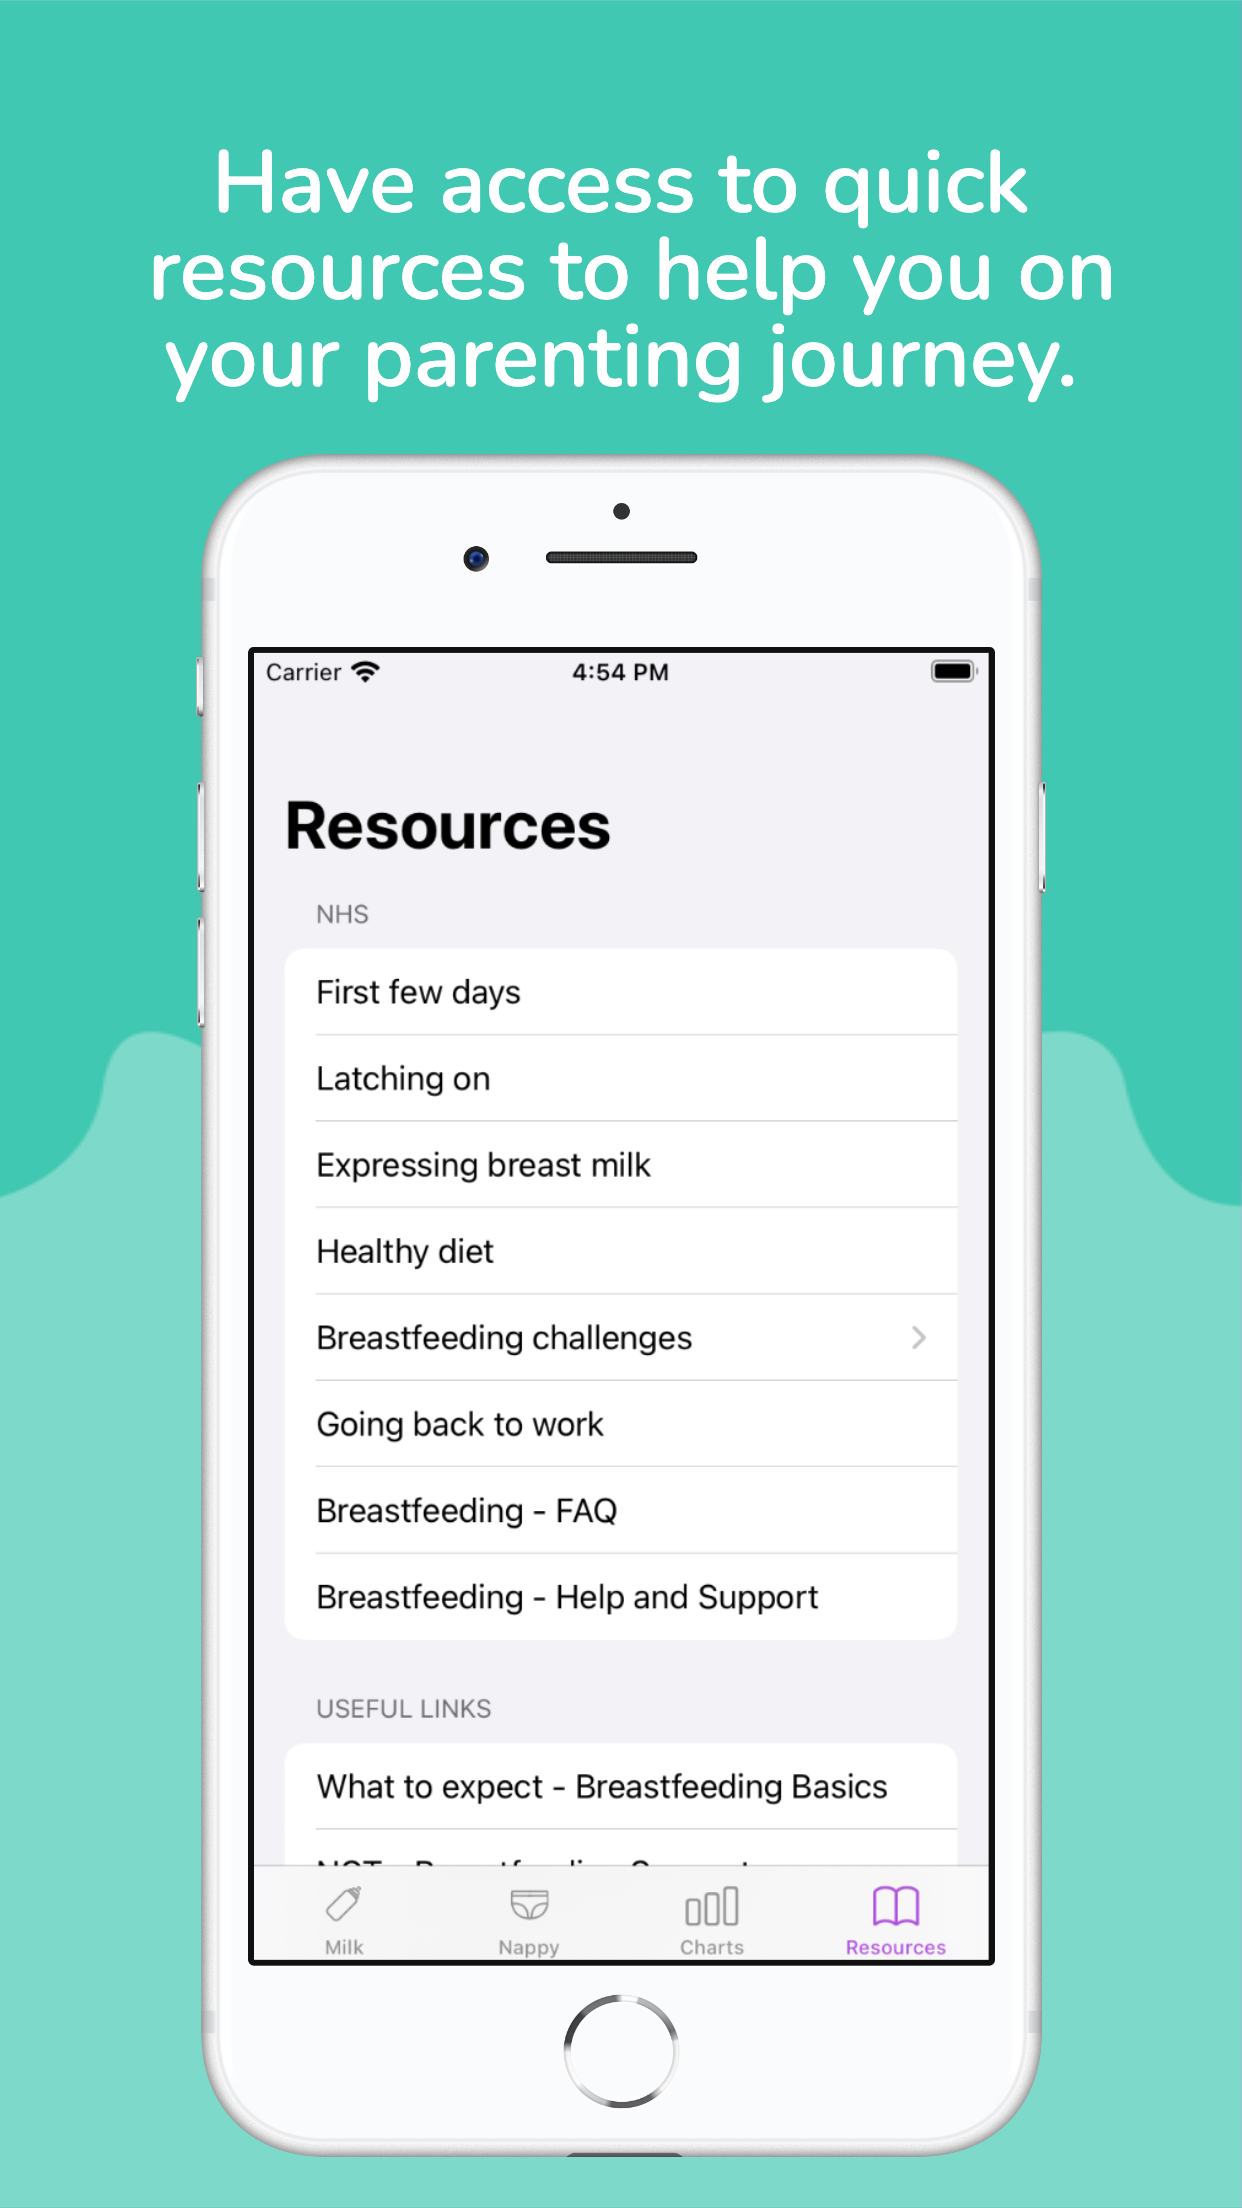 Have access to quick
resources to help you on
your parenting journey.
Carrier
4:54 PM
Resources
NHS
First few days
Latching on
Expressing breast milk
Healthy diet
Breastfeeding challenges
Going back to work
Breastfeeding - FAQ
Breastfeeding - Help and Support
USEFUL LINKS
What to expect - Breastfeeding Basics
Milk
Nappy
Charts
Resources